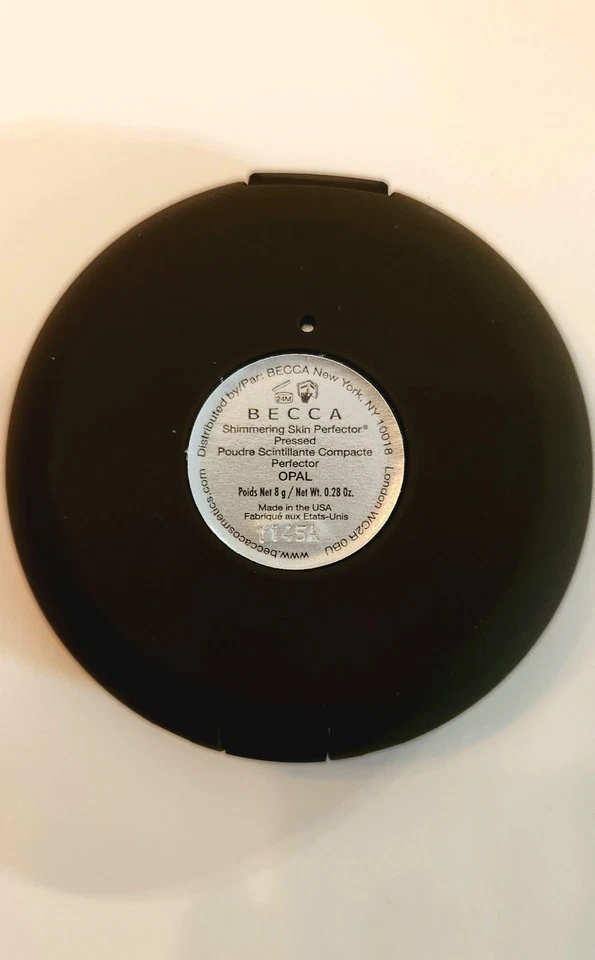 Distributed by/Par: BECCA New York, NY 10018 London WC2R 0BU
www.beccacosmetics.com
24M
BECCA
Shimmering Skin Perfector®
Pressed
Poudre Scintillante Compacte
Perfector
OPAL
Poids Net 8 g / Net Wt. 0.28 Oz.
Made in the USA
Fabriqué aux Etats-Unis
1145A